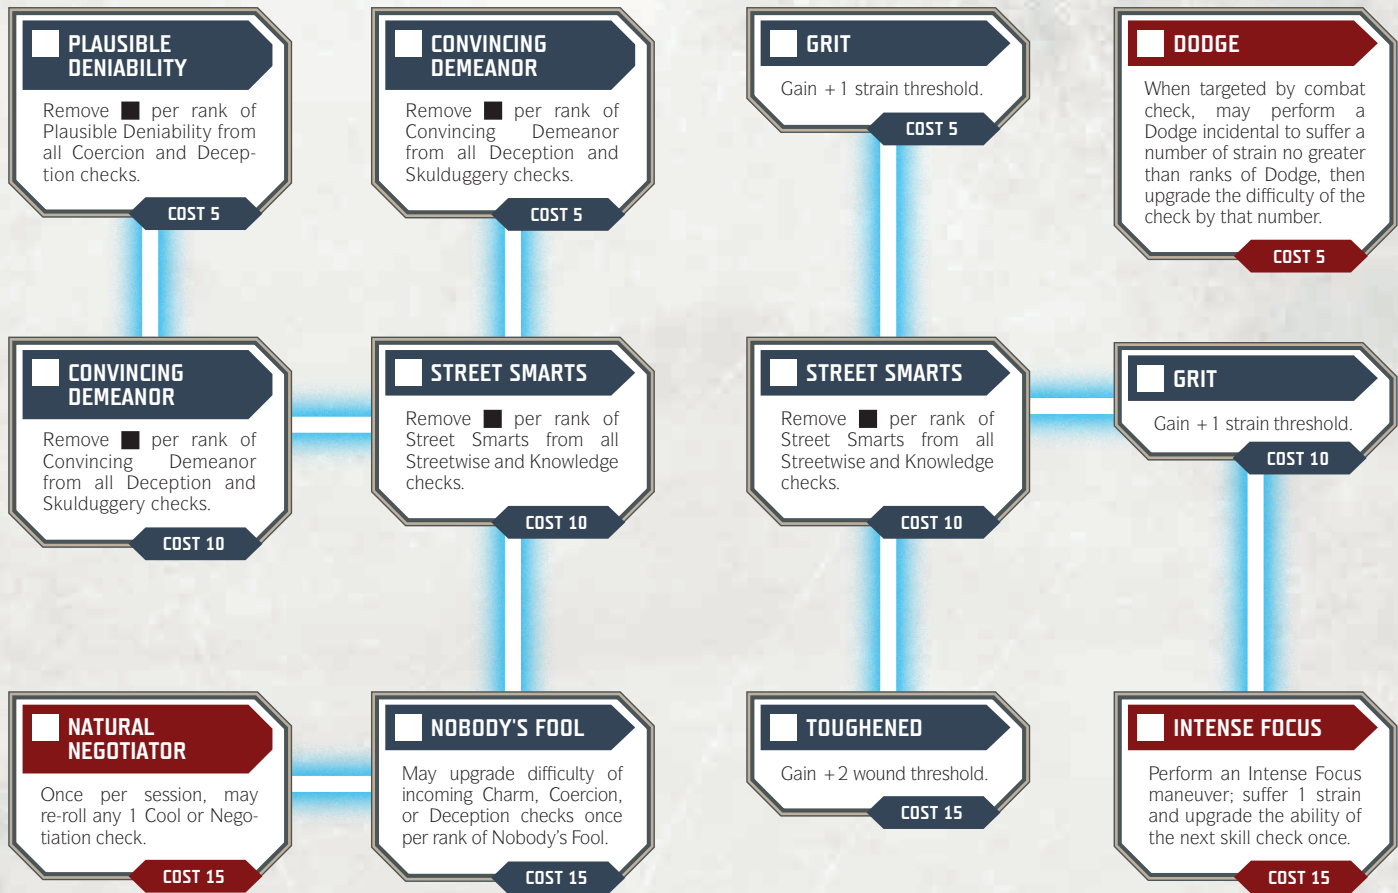 PLAUSIBLE
DENIABILITY
Remove ■ per rank of
Plausible Deniability from
all Coercion and Decep-
tion checks.
COST 5
CONVINCING
DEMEANOR
Remove ■ per rank of
Convincing Demeanor
from all Deception and
Skulduggery checks.
COST 5
GRIT
Gain +1 strain threshold.
COST 5
DODGE
When targeted by combat
check, may perform a
Dodge incidental to suffer a
number of strain no greater
than ranks of Dodge, then
upgrade the difficulty of the
check by that number.
COST 5
CONVINCING
DEMEANOR
Remove ■ per rank of
Convincing Demeanor
from all Deception and
Skulduggery checks.
COST 10
STREET SMARTS
Remove ■ per rank of
Street Smarts from all
Streetwise and Knowledge
checks.
COST 10
STREET SMARTS
Remove ■ per rank of
Street Smarts from all
Streetwise and Knowledge
checks.
COST 10
GRIT
Gain +1 strain threshold.
COST 10
NATURAL
NEGOTIATOR
Once per session, may
re-roll any 1 Cool or Nego-
tiation check.
COST 15
NOBODY'S FOOL
May upgrade difficulty of
incoming Charm, Coercion,
or Deception checks once
per rank of Nobody's Fool.
COST 15
TOUGHENED
Gain +2 wound threshold.
COST 15
INTENSE FOCUS
Perform an Intense Focus
maneuver; suffer 1 strain
and upgrade the ability of
the next skill check once.
COST 15